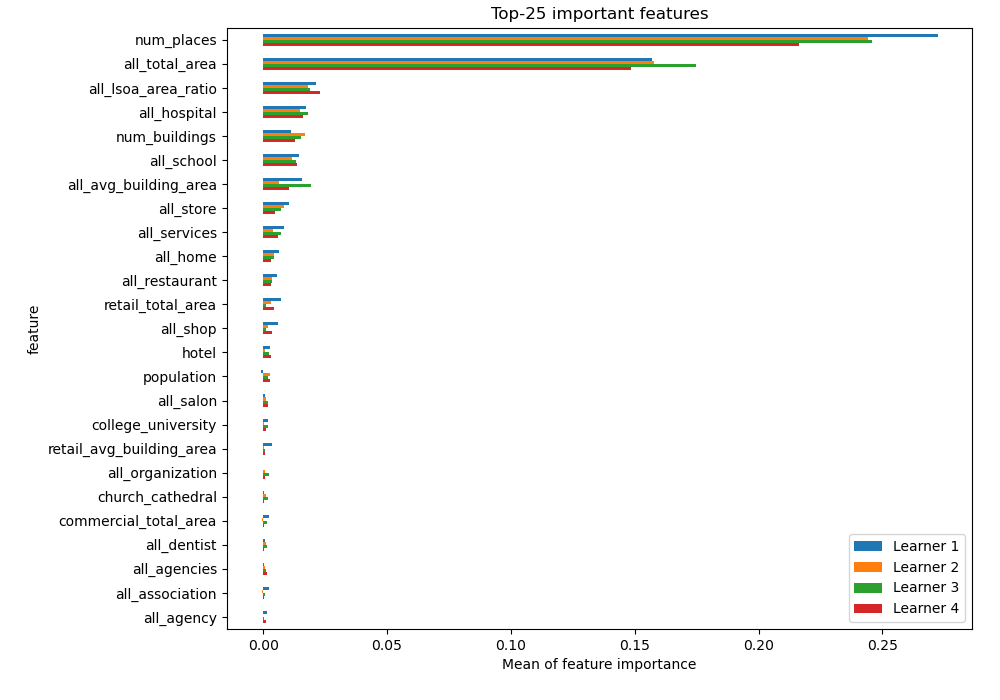 Top-25 important features
num_places
all_total_area
all_lsoa_area_ratio
all_hospital
num_buildings
all_school
all_avg_building_area
all_store
all_services
all_home
all_restaurant
retail_total_area
all_shop
hotel
population
all_salon
college_university
retail_avg_building_area
all_organization
church_cathedral
commercial_total_area
all_dentist
all_agencies
all_association
all_agency
feature
Learner 1
Learner 2
Learner 3
Learner 4
0.00 0.05 0.10 0.15 0.20 0.25
Mean of feature importance